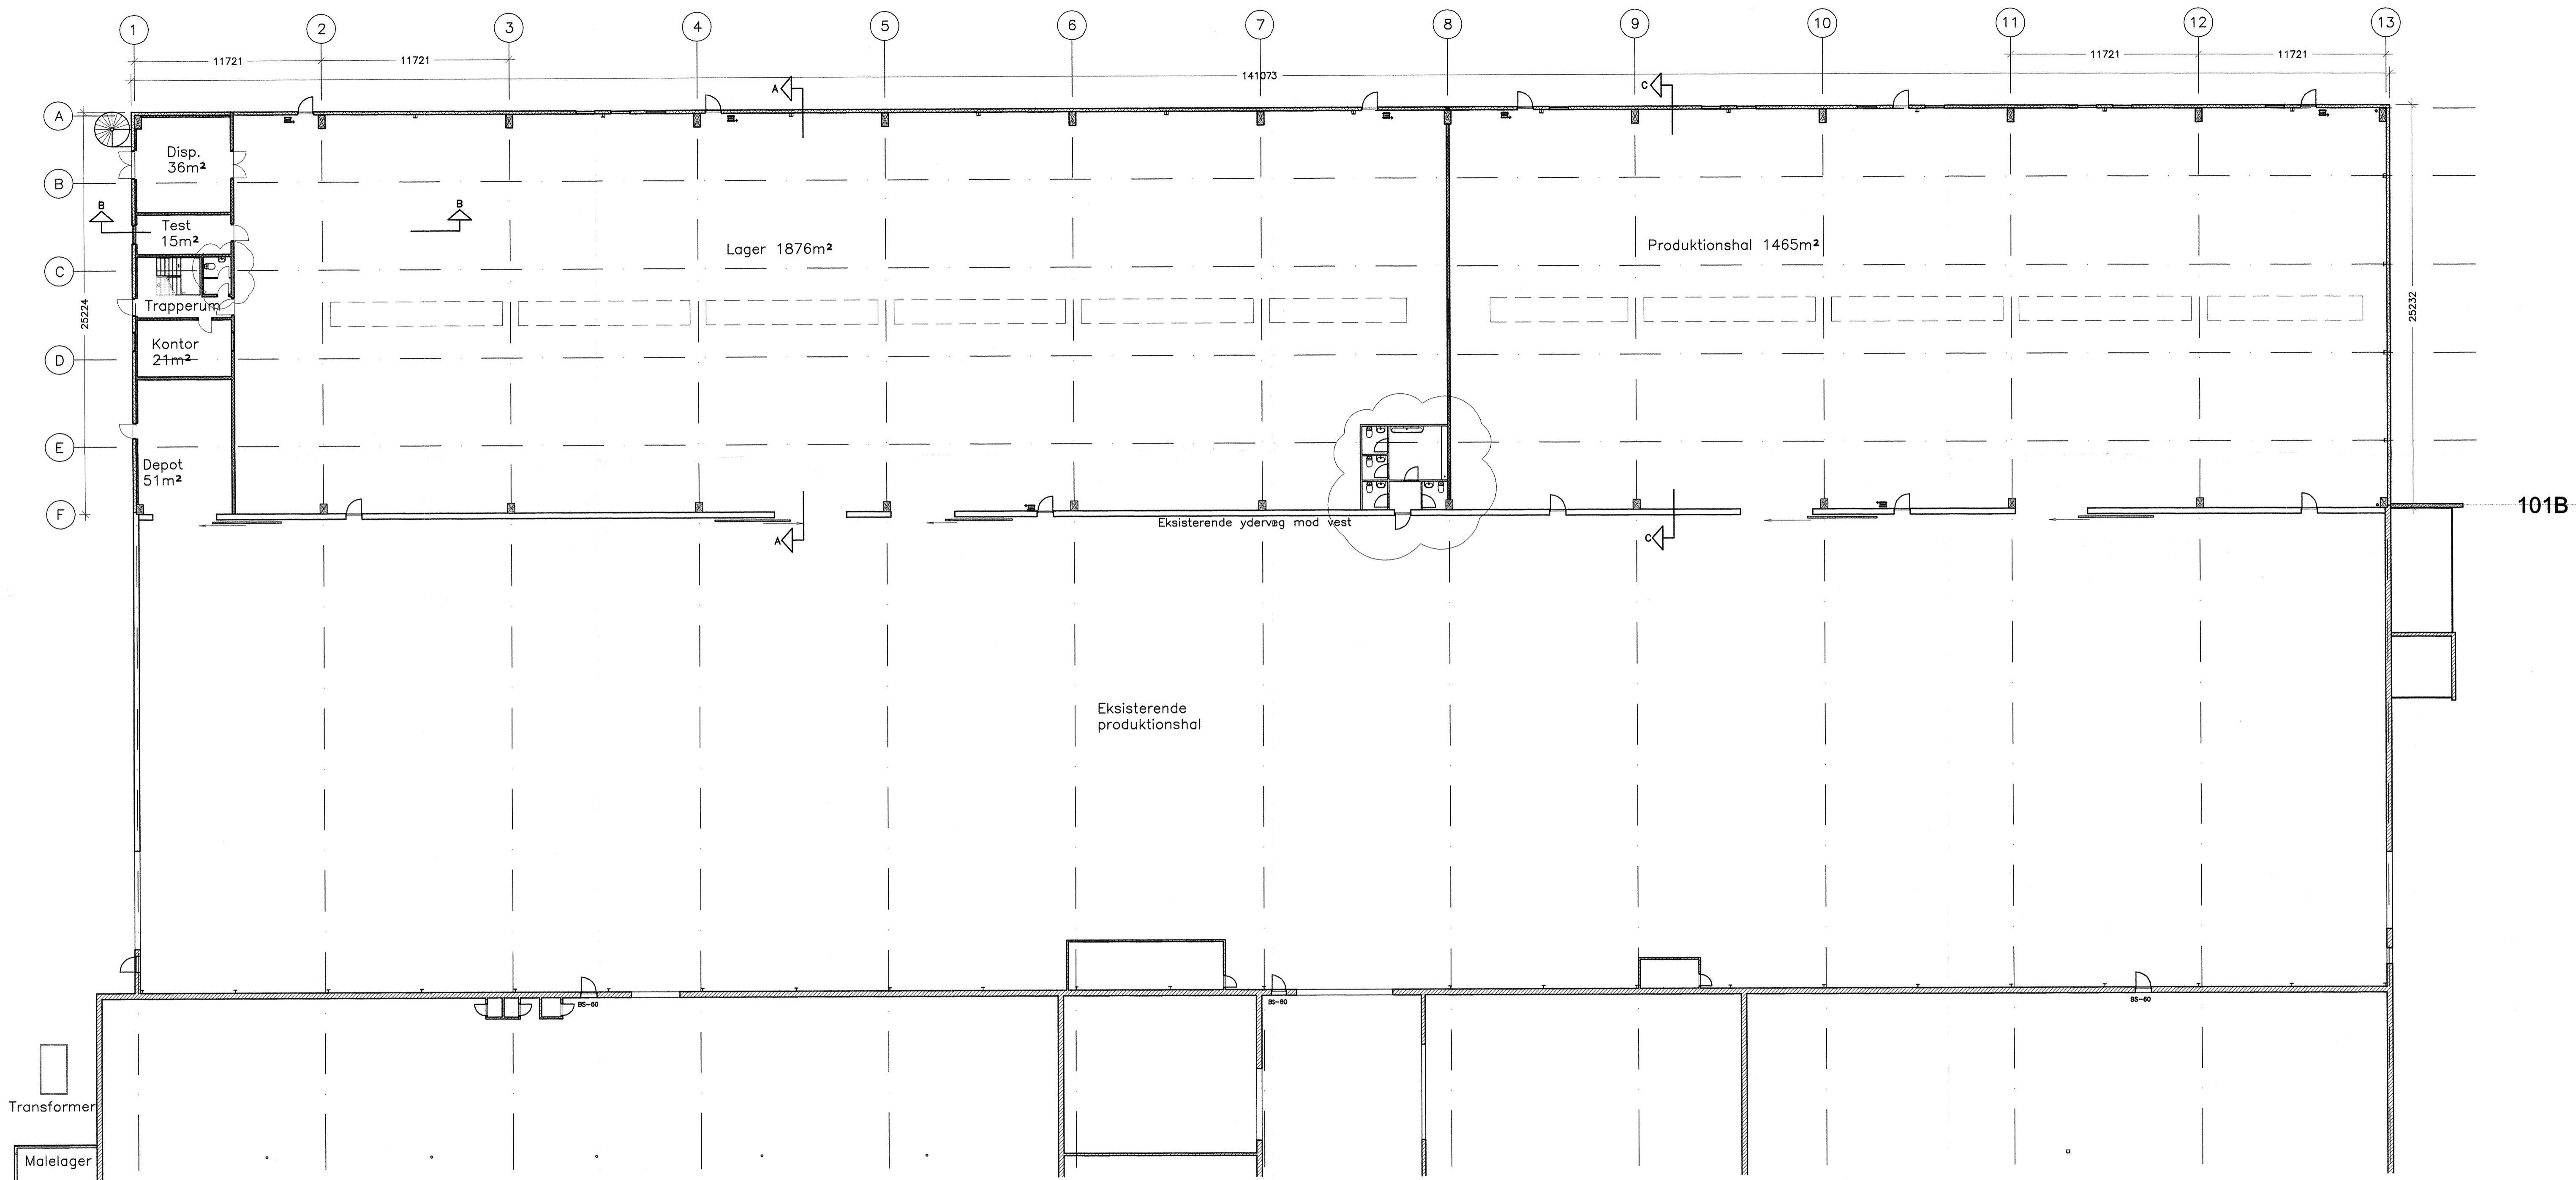 1 2 3 4 5 6 7 8 9 10 11 12 13
11721 11721 11721 11721
141073
A A C
Disp.
36m²
B
B B
Test
15m²
Lager 1876m²
Produktionshal 1465m²
C
Trapperum
25224
25232
Kontor
21m²
D
E
Depot
51m²
F
101B
Eksisterende ydervæg mod vest
A C
Eksisterende
produktionshal
BS-60 BS-60 BS-60
Transformer
Malelager